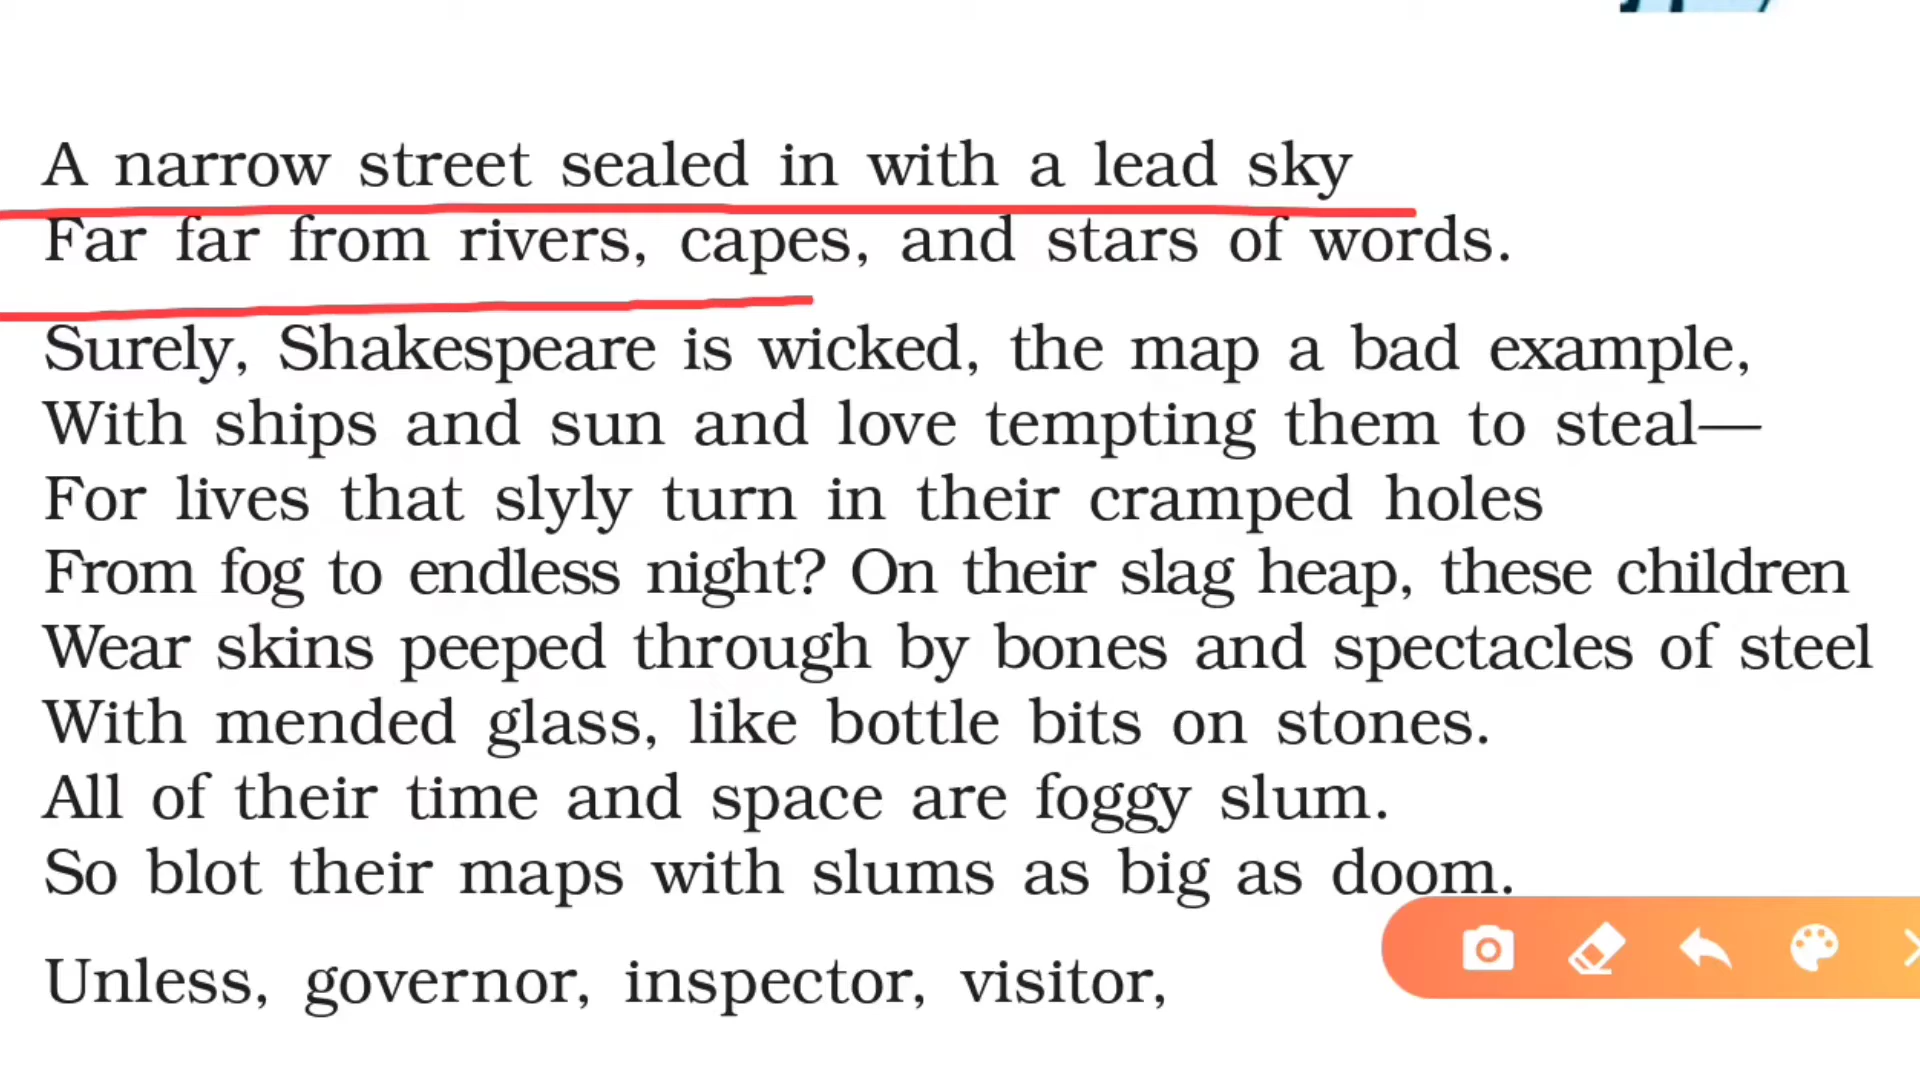 A narrow street sealed in with a lead sky
Far far from rivers, capes, and stars of words.
Surely, Shakespeare is wicked, the map a bad example,
With ships and sun and love tempting them to steal—
For lives that slyly turn in their cramped holes
From fog to endless night? On their slag heap, these children
Wear skins peeped through by bones and spectacles of steel
With mended glass, like bottle bits on stones.
All of their time and space are foggy slum.
So blot their maps with slums as big as doom.
Unless, governor, inspector, visitor,